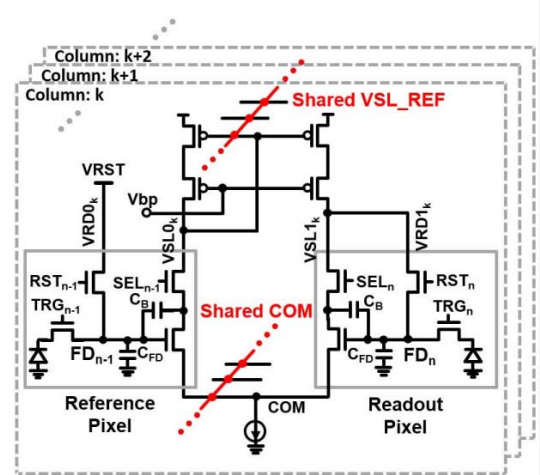 Column: k+2
Column: k+1
Column: k
Shared VSL_REF
VRST
Vbp
VRD0k
VSL0k
VSL1k
VRD1k
RSTn-1
SELn-1
SELn
RSTn
TRGn-1
CB
Shared COM
CB
TRGn
FDn-1
CFD
CFD
FDn
Reference
Pixel
COM
Readout
Pixel